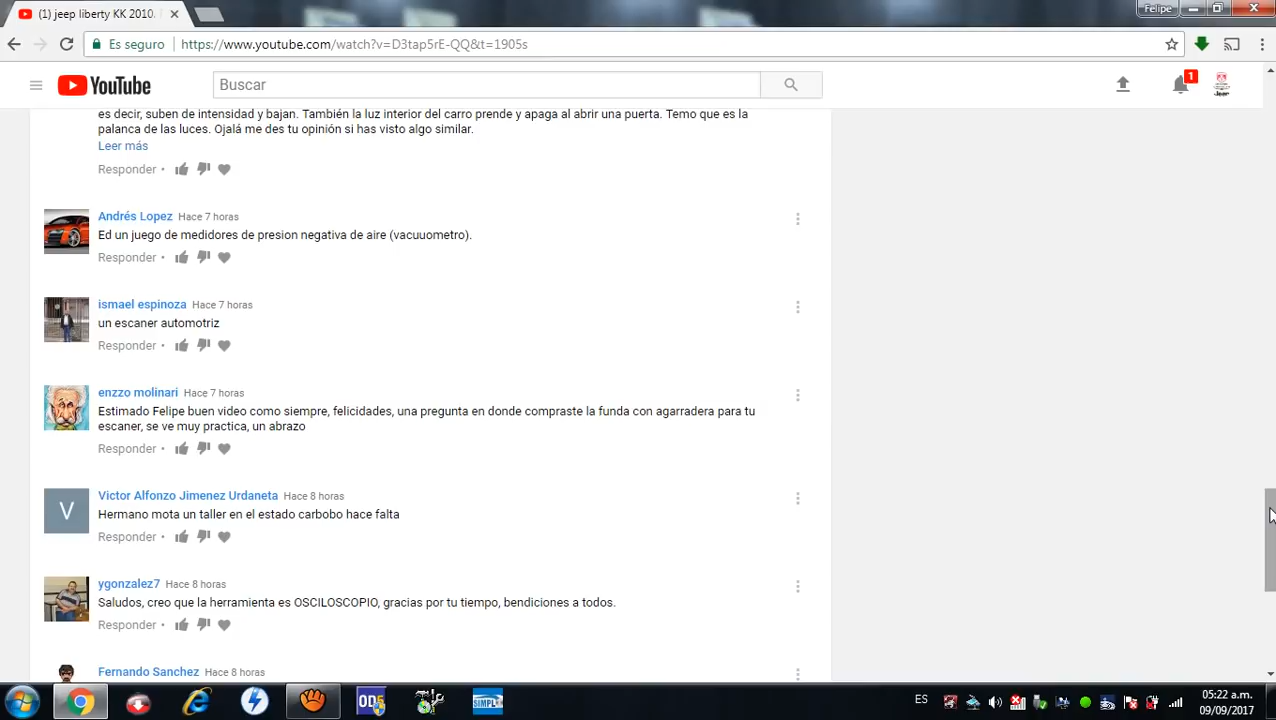 (1) jeep liberty KK 2010.
Felipe
Es seguro
https://www.youtube.com/watch?v=D3tap5rE-QQ&t=1905s
YouTube
Buscar
1
es decir, suben de intensidad y bajan. También la luz interior del carro prende y apaga al abrir una puerta. Temo que es la
palanca de las luces. Ojalá me des tu opinión si has visto algo similar.
Leer más
Responder •
Andrés Lopez Hace 7 horas
Ed un juego de medidores de presion negativa de aire (vacuuometro).
Responder •
ismael espinoza Hace 7 horas
un escaner automotriz
Responder •
enzzo molinari Hace 7 horas
Estimado Felipe buen video como siempre, felicidades, una pregunta en donde compraste la funda con agarradera para tu
escaner, se ve muy practica, un abrazo
Responder •
V
Victor Alfonzo Jimenez Urdaneta Hace 8 horas
Hermano mota un taller en el estado carbobo hace falta
Responder •
ygonzalez7 Hace 8 horas
Saludos, creo que la herramienta es OSCILOSCOPIO, gracias por tu tiempo, bendiciones a todos.
Responder •
Fernando Sanchez Hace 8 horas
SIMPL
ES
05:22 a.m.
09/09/2017